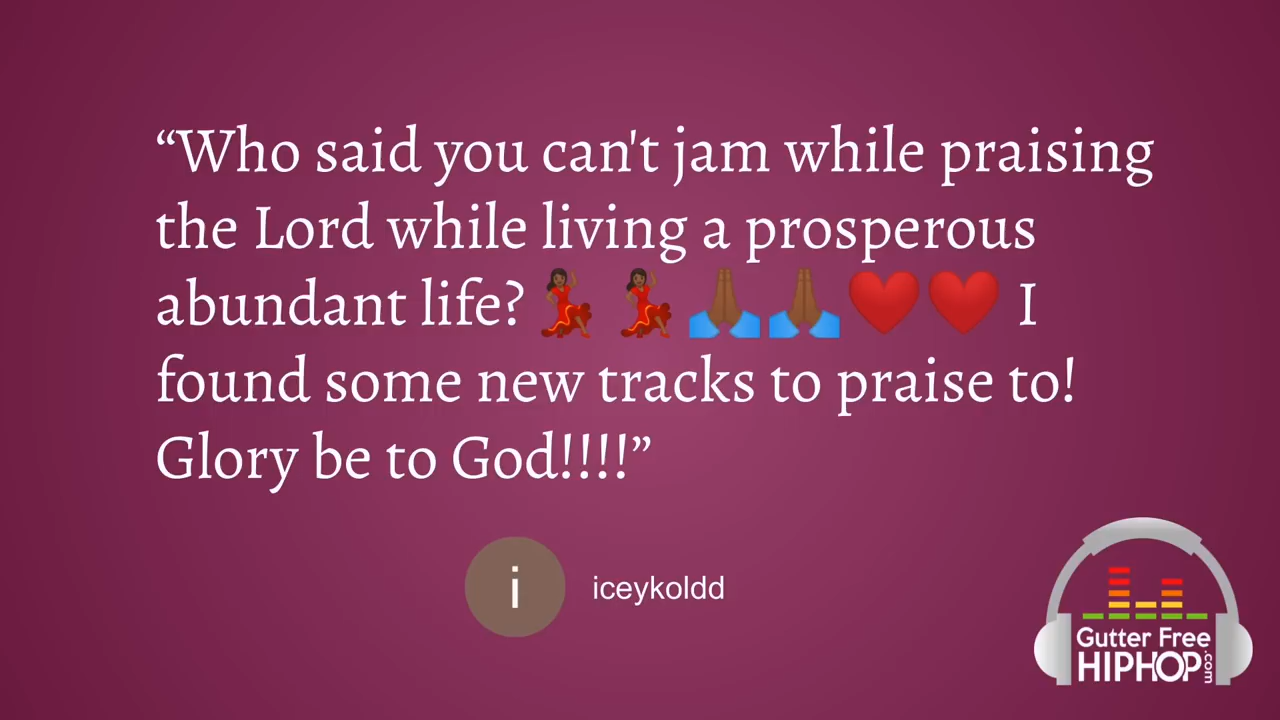 “Who said you can't jam while praising
the Lord while living a prosperous
abundant life? 💃🏾💃🏾🙏🏾🙏🏾❤️❤️ I
found some new tracks to praise to!
Glory be to God!!!!”
i
iceykoldd
Gutter Free
HIPHOP.com